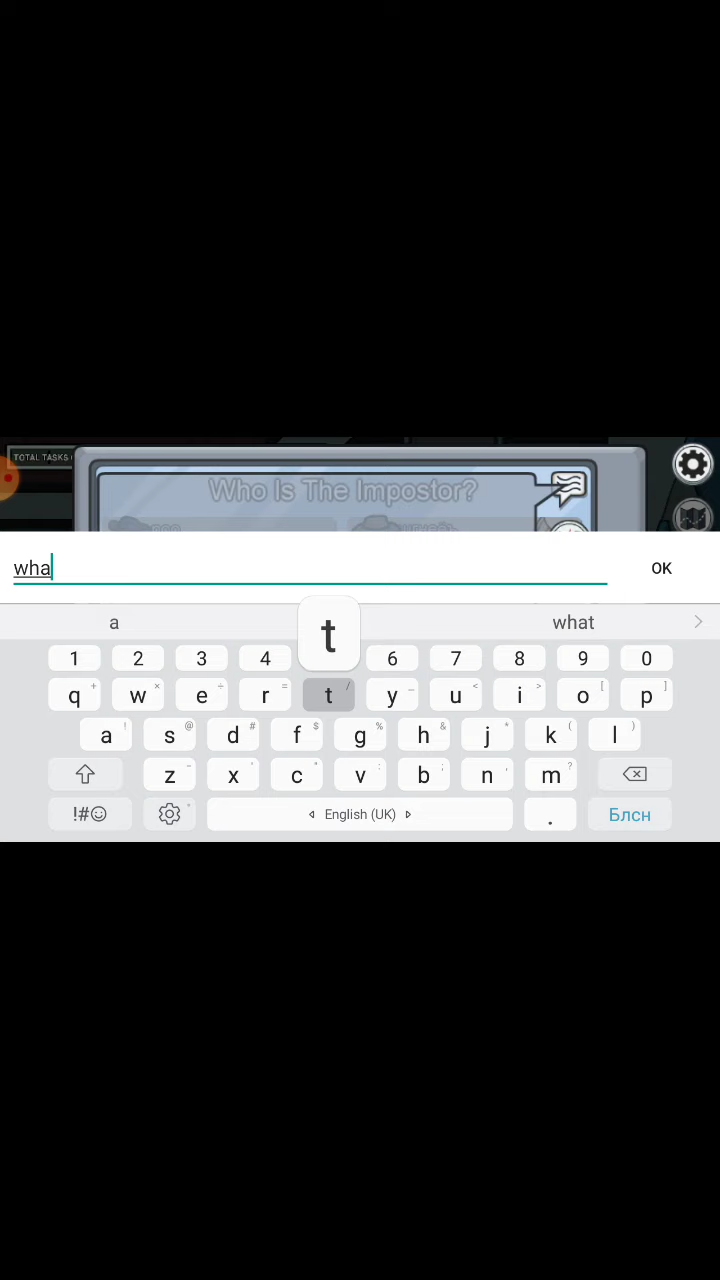 TOTAL TASKS
Who Is The Impostor?
wha
OK
a
t
what
1 2 3 4 6 7 8 9 0
q + w × e ÷ r = t / y _ u < i > o [ p ]
a ! s @ d # f $ g % h & j * k ( l )
z - x ' c " v : b ; n , m ?
!#☺
English (UK)
.
Блсн